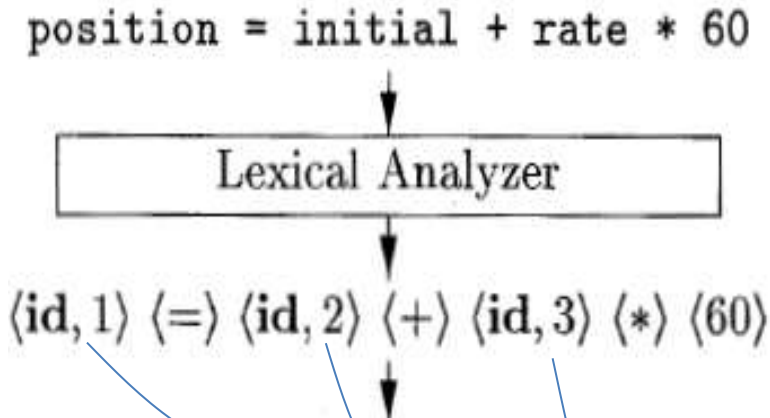 position = initial + rate * 60
Lexical Analyzer
⟨id, 1⟩ ⟨=⟩ ⟨id, 2⟩ ⟨+⟩ ⟨id, 3⟩ ⟨*⟩ ⟨60⟩